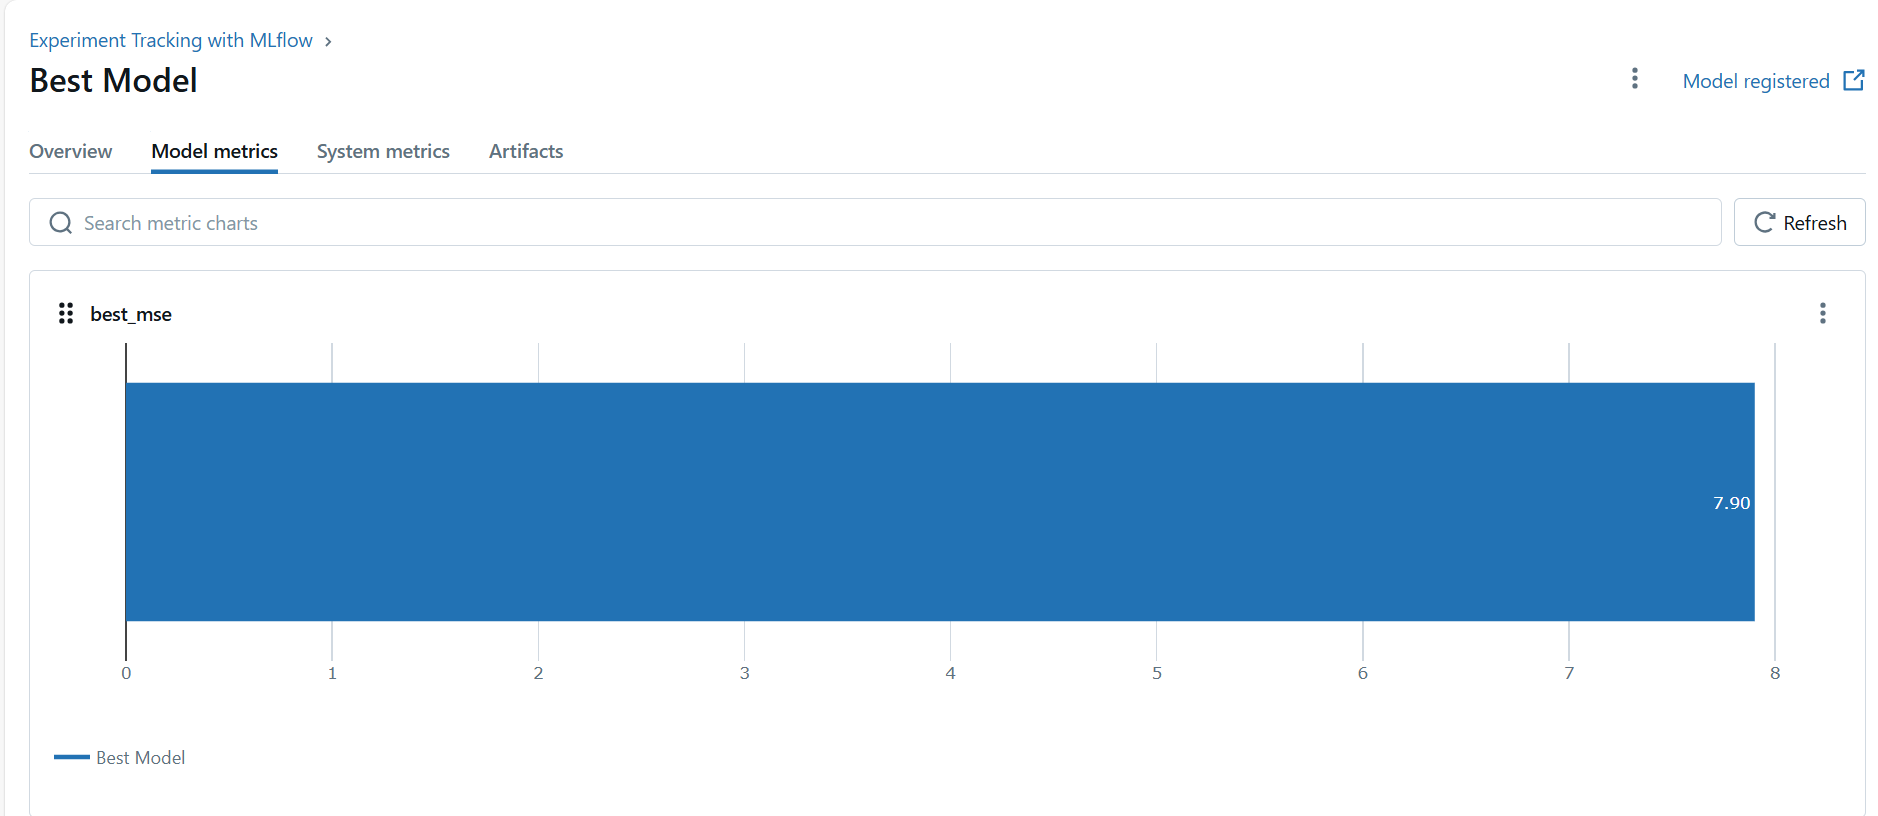 Experiment Tracking with MLflow
Best Model
Model registered
Overview Model metrics System metrics Artifacts
Search metric charts
Refresh
best_mse
7.90
0 1 2 3 4 5 6 7 8
Best Model